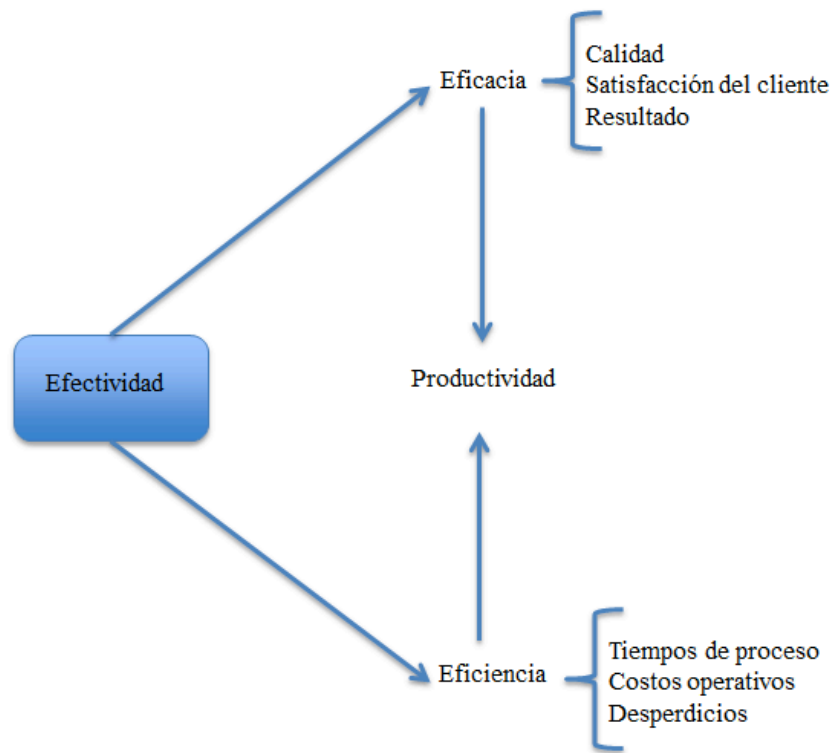 Eficacia
Calidad
Satisfacción del cliente
Resultado
Efectividad
Productividad
Eficiencia
Tiempos de proceso
Costos operativos
Desperdicios